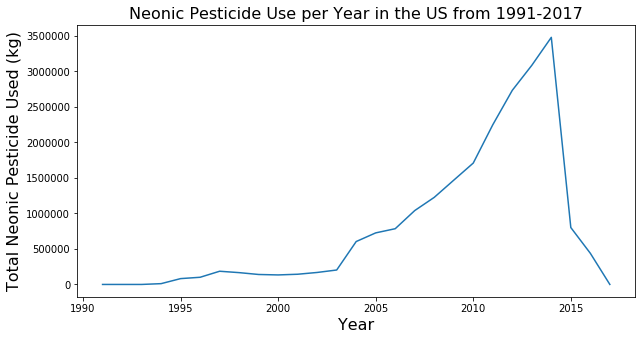 Neonic Pesticide Use per Year in the US from 1991-2017
Total Neonic Pesticide Used (kg)
3500000
3000000
2500000
2000000
1500000
1000000
500000
0
1990 1995 2000 2005 2010 2015
Year